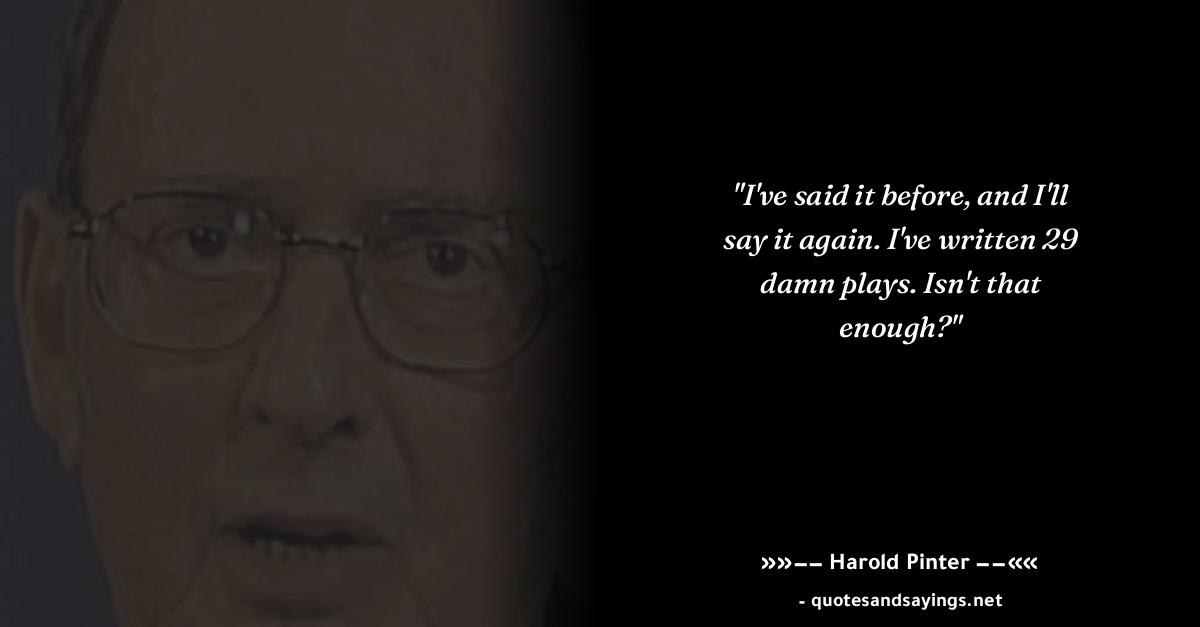 "I've said it before, and I'll
say it again. I've written 29
damn plays. Isn't that
enough?"
»»−− Harold Pinter −−««
- quotesandsayings.net